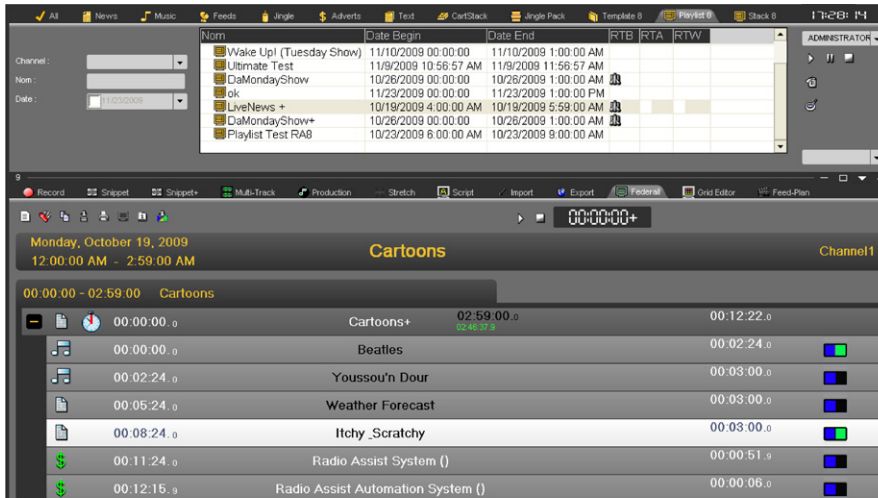 All News Music Feeds Jingle Adverts Text CartStack Jingle Pack Template 8 Playlist 8 Stack 8 17:28:14
Nom Date Begin Date End RTB RTA RTW ADMINISTRATOR
Wake Up! (Tuesday Show) 11/10/2009 00:00:00 11/10/2009 1:00:00 AM
Channel : Ultimate Test 11/9/2009 10:56:57 AM 11/9/2009 11:56:57 AM
Nom : DaMondayShow 10/26/2009 00:00:00 10/26/2009 1:00:00 AM
ok 11/23/2009 00:00:00 11/23/2009 1:00:00 PM
Date : 11/23/2009 LiveNews + 10/19/2009 4:00:00 AM 10/19/2009 5:59:00 AM
DaMondayShow+ 10/26/2009 00:00:00 10/26/2009 1:00:00 AM
Playlist Test RA8 10/23/2009 6:00:00 AM 10/23/2009 9:00:00 AM
9
Record Snippet Snippet+ Multi-Track Production Stretch Script Import Export Federall Grid Editor Feed-Plan
00:00:00+
Monday, October 19, 2009
12:00:00 AM - 2:59:00 AM Cartoons Channel1
00:00:00 - 02:59:00 Cartoons
00:00:00.0 Cartoons+ 02:59:00.0 00:12:22.0
02:46:37.9
00:00:00.0 Beatles 00:02:24.0
00:02:24.0 Youssou'n Dour 00:03:00.0
00:05:24.0 Weather Forecast 00:03:00.0
00:08:24.0 Itchy _Scratchy 00:03:00.0
00:11:24.0 Radio Assist System () 00:00:51.9
00:12:15.9 Radio Assist Automation System () 00:00:06.0